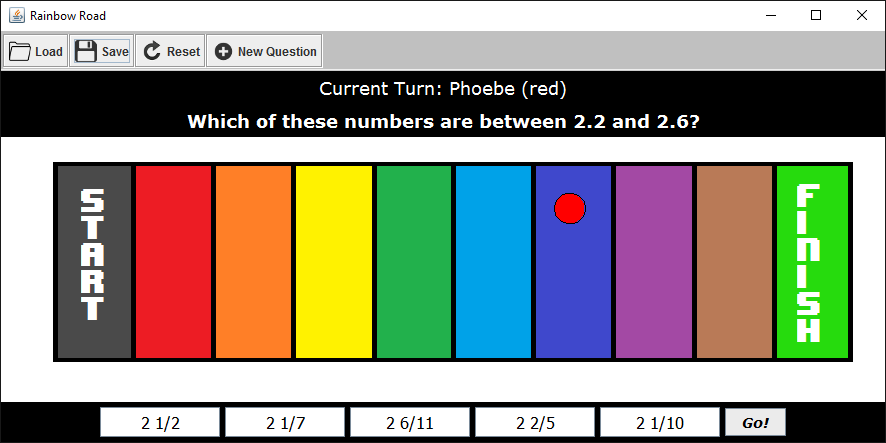 Rainbow Road
Load Save Reset New Question
Current Turn: Phoebe (red)
Which of these numbers are between 2.2 and 2.6?
START
FINISH
2 1/2 2 1/7 2 6/11 2 2/5 2 1/10 Go!